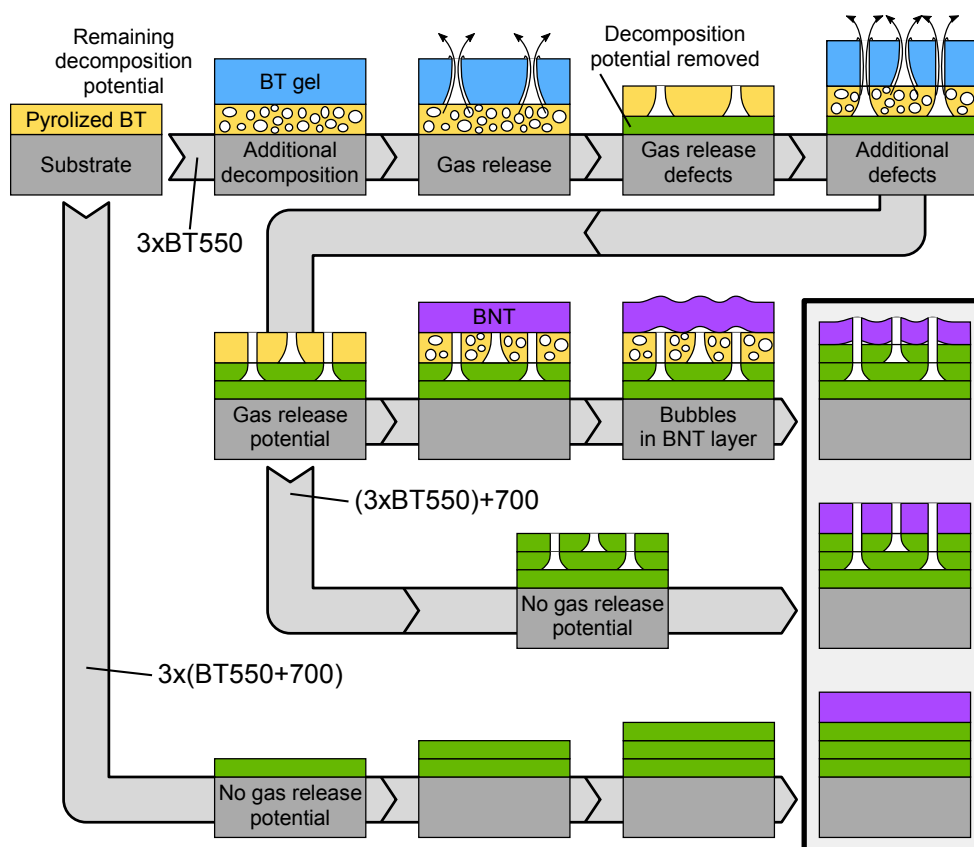 Remaining
decomposition
potential
Pyrolized BT
Substrate
3xBT550
BT gel
Additional
decomposition
Gas release
Decomposition
potential removed
Gas release
defects
Additional
defects
Gas release
potential
BNT
Bubbles
in BNT layer
(3xBT550)+700
No gas release
potential
3x(BT550+700)
No gas release
potential